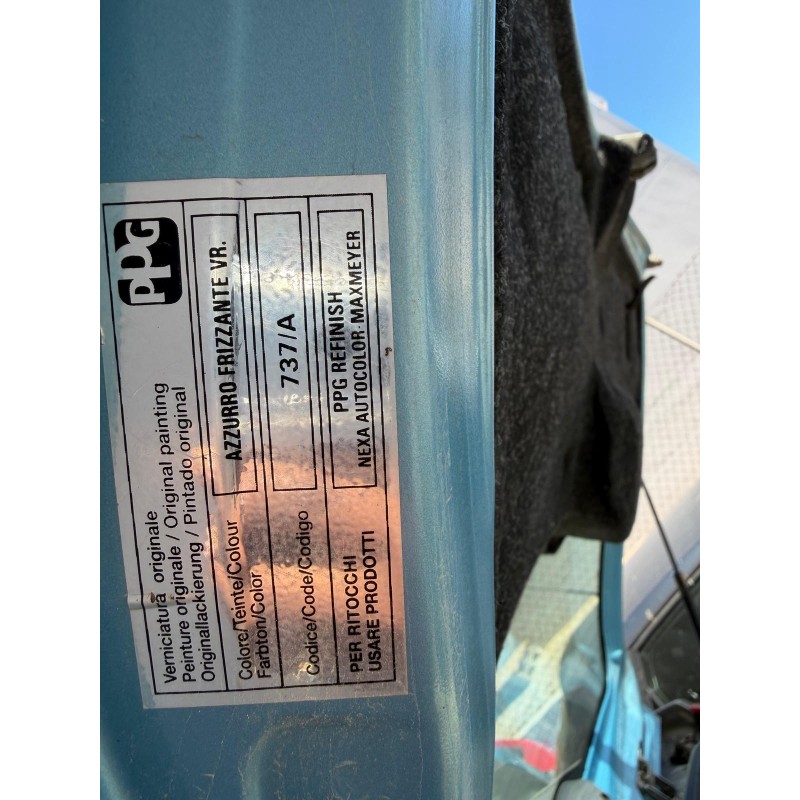 PPG
Verniciatura originale
Peinture originale / Original painting
Originallackierung / Pintado original
Colore/Teinte/Colour
Farbton/Color
AZZURRO FRIZZANTE VR.
Codice/Code/Codigo
737/A
PER RITOCCHI
USARE PRODOTTI
PPG REFINISH
NEXA AUTOCOLOR-MAXMEYER